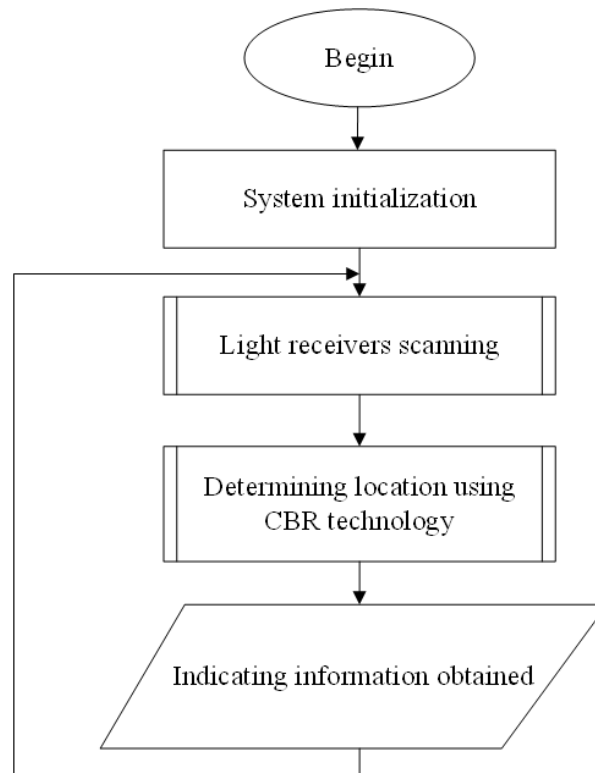 Begin
System initialization
Light receivers scanning
Determining location using
CBR technology
Indicating information obtained